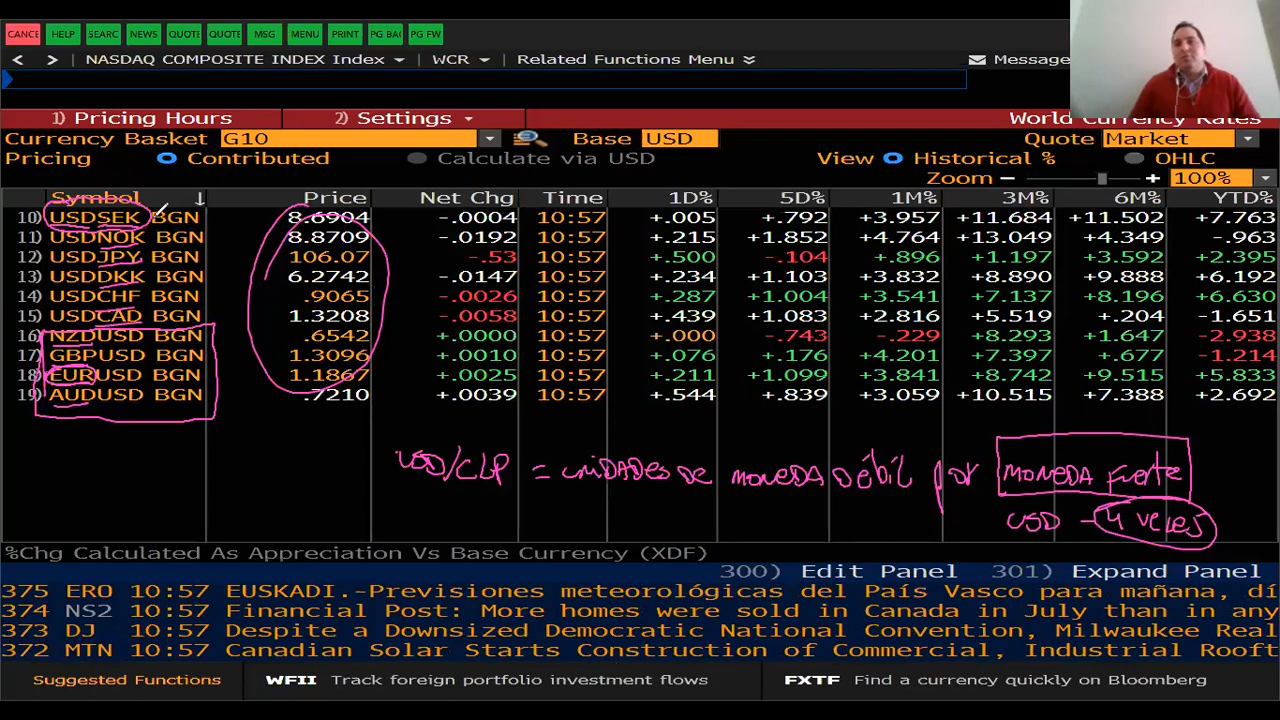 CANCE HELP SEARC NEWS QUOTE QUOTE MSG MENU PRINT PG BAC PG FW
< > NASDAQ COMPOSITE INDEX Index WCR Related Functions Menu Message
1) Pricing Hours 2) Settings World Currency Rates
Currency Basket G10 Base USD Quote Market
Pricing Contributed Calculate via USD View Historical % OHLC
Zoom - + 100%
Symbol ↓ Price Net Chg Time 1D% 5D% 1M% 3M% 6M% YTD%
10) USDSEK BGN 8.6904 -.0004 10:57 +.005 +.792 +3.957 +11.684 +11.502 +7.763
11) USDNOK BGN 8.8709 -.0192 10:57 +.215 +1.852 +4.764 +13.049 +4.349 -.963
12) USDJPY BGN 106.07 -.53 10:57 +.500 -.104 +.896 +1.197 +3.592 +2.395
13) USDDKK BGN 6.2742 -.0147 10:57 +.234 +1.103 +3.832 +8.890 +9.888 +6.192
14) USDCHF BGN .9065 -.0026 10:57 +.287 +1.004 +3.541 +7.137 +8.196 +6.630
15) USDCAD BGN 1.3208 -.0058 10:57 +.439 +1.083 +2.816 +5.519 +.204 -1.651
16) NZDUSD BGN .6542 +.0000 10:57 +.000 -.743 -.229 +8.293 +1.647 -2.938
17) GBPUSD BGN 1.3096 +.0010 10:57 +.076 +.176 +4.201 +7.397 +.677 -1.214
18) EURUSD BGN 1.1867 +.0025 10:57 +.211 +1.099 +3.841 +8.742 +9.515 +5.833
19) AUDUSD BGN .7210 +.0039 10:57 +.544 +.839 +3.059 +10.515 +7.388 +2.692
USD/CLP = unidades de moneda débil por moneda fuerte
USD - 4 veces
%Chg Calculated As Appreciation Vs Base Currency (XDF)
300) Edit Panel 301) Expand Panel
375 ERO 10:57 EUSKADI.-Previsiones meteorológicas del País Vasco para mañana, dí
374 NS2 10:57 Financial Post: More homes were sold in Canada in July than in any
373 DJ 10:57 Despite a Downsized Democratic National Convention, Milwaukee Real
372 MTN 10:57 Canadian Solar Starts Construction of Commercial, Industrial Rooft
Suggested Functions WFII Track foreign portfolio investment flows FXTF Find a currency quickly on Bloomberg